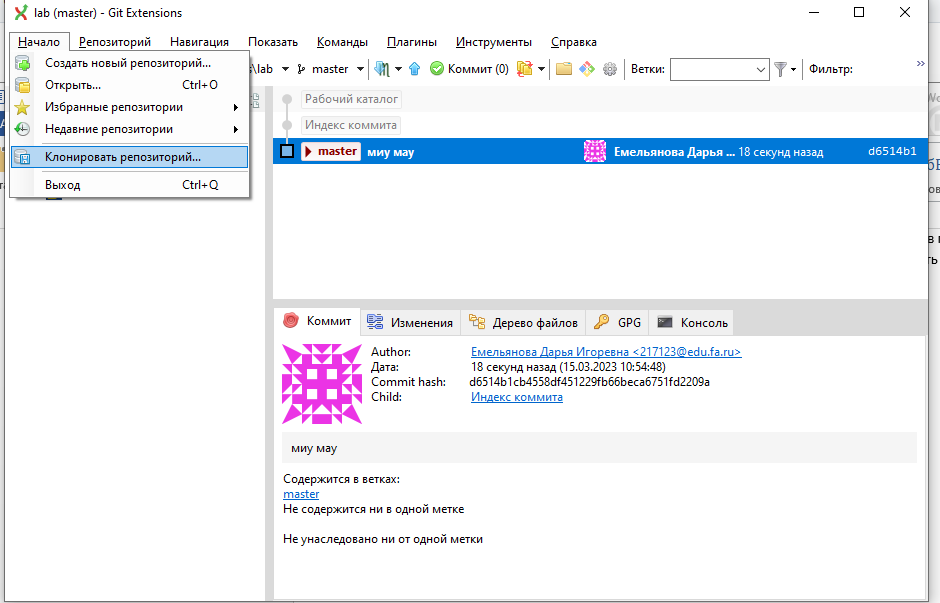 lab (master) - Git Extensions
Начало Репозиторий Навигация Показать Команды Плагины Инструменты Справка
\lab master Коммит (0) Ветки: Фильтр:
Создать новый репозиторий...
Открыть... Ctrl+O
Избранные репозитории
Недавние репозитории
Клонировать репозиторий...
Выход Ctrl+Q
Рабочий каталог
Индекс коммита
master миу мау Емельянова Дарья ... 18 секунд назад d6514b1
Коммит Изменения Дерево файлов GPG Консоль
Author: Емельянова Дарья Игоревна <217123@edu.fa.ru>
Дата: 18 секунд назад (15.03.2023 10:54:48)
Commit hash: d6514b1cb4558df451229fb66beca6751fd2209a
Child: Индекс коммита
миу мау
Содержится в ветках:
master
Не содержится ни в одной метке
Не унаследовано ни от одной метки